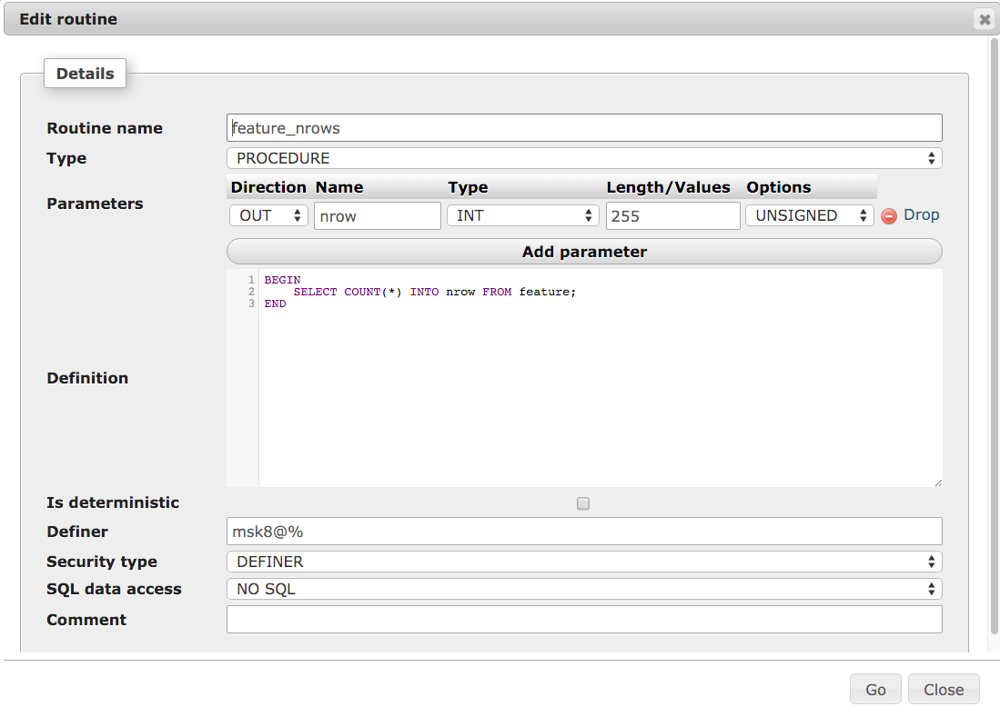 Edit routine
Details
Routine name feature_nrows
Type PROCEDURE
Parameters
Direction Name Type Length/Values Options
OUT nrow INT 255 UNSIGNED Drop
Add parameter
Definition
1 BEGIN
2 SELECT COUNT(*) INTO nrow FROM feature;
3 END
Is deterministic
Definer msk8@%
Security type DEFINER
SQL data access NO SQL
Comment
Go Close